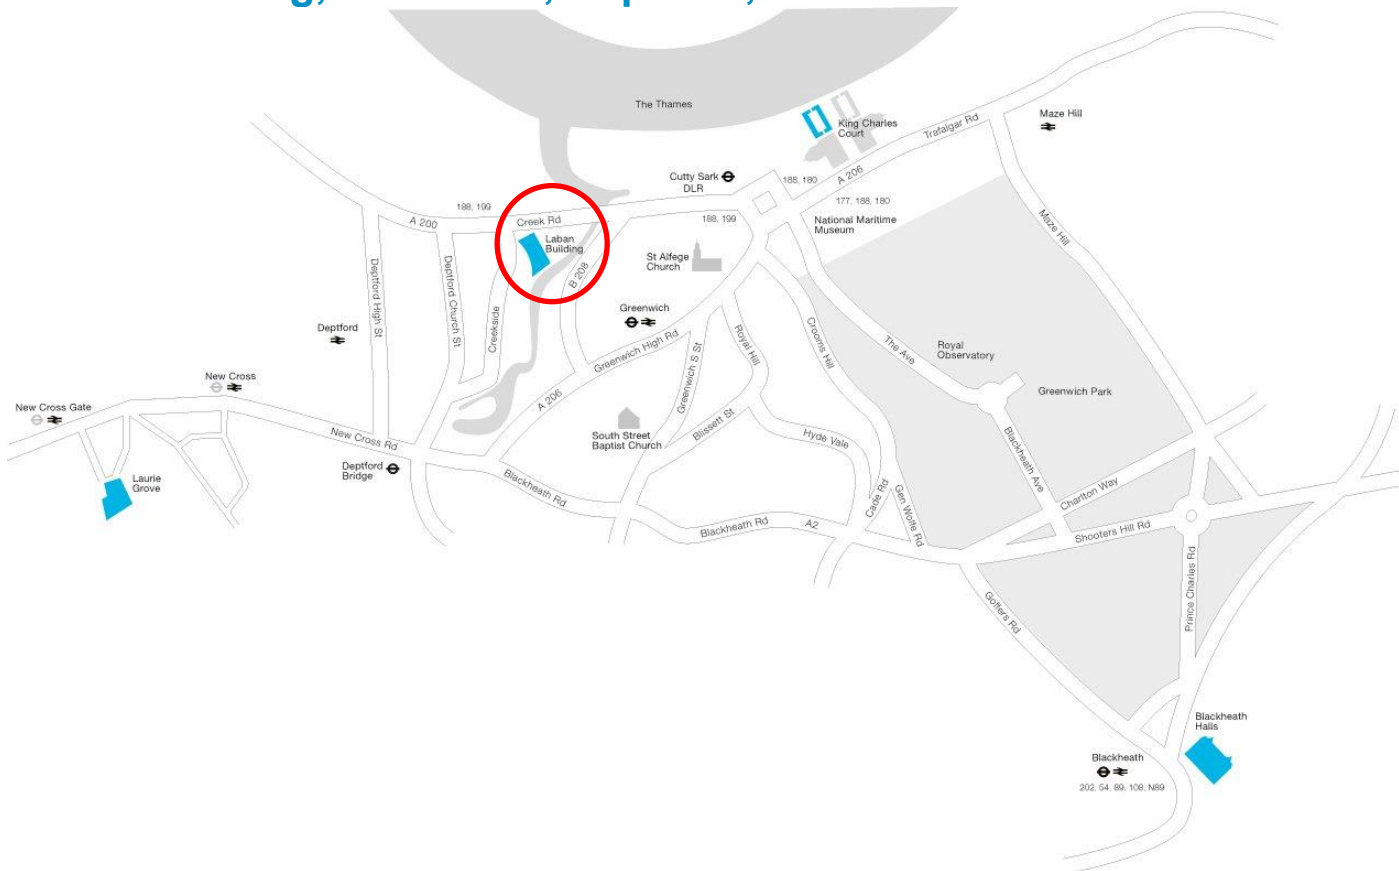 The Thames
King Charles
Court
Maze Hill
Trafalgar Rd
Cutty Sark
DLR
188, 180
A 206
177, 188, 180
188, 199
A 200
Creek Rd
188, 199
National Maritime
Museum
Maze Hill
Laban
Building
St Alfege
Church
B 208
Deptford High St
Deptford Church St
Creekside
Greenwich
Deptford
Greenwich High Rd
Royal Hill
Crooms Hill
The Ave
Royal
Observatory
Greenwich Park
New Cross
New Cross Gate
A 206
Greenwich S St
South Street
Baptist Church
Blissett St
Hyde Vale
Blackheath Ave
New Cross Rd
Deptford
Bridge
Laurie
Grove
Blackheath Rd
Cade Rd
Gen Wolfe Rd
Charlton Way
Blackheath Rd
A2
Shooters Hill Rd
Goffers Rd
Prince Charles Rd
Blackheath
Halls
Blackheath
202, 54, 89, 108, N89